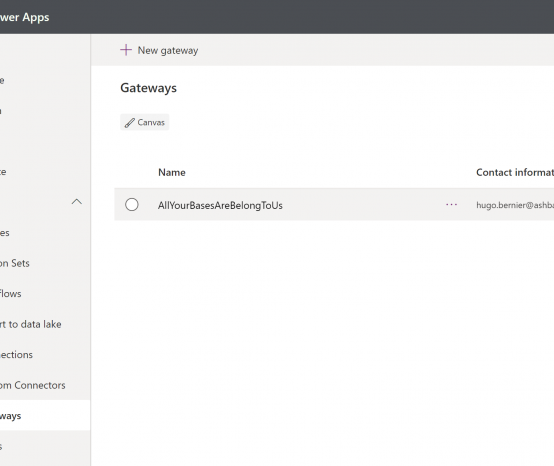 wer Apps
New gateway
Gateways
Canvas
Name
Contact informat
AllYourBasesAreBelongToUs
...
hugo.bernier@ashba
e
te
es
on Sets
flows
rt to data lake
ections
om Connectors
ways
s